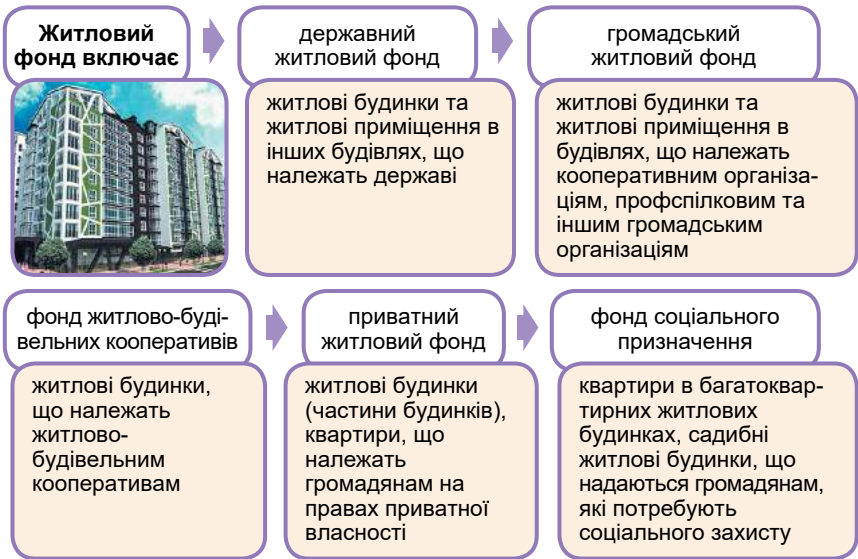 Житловий
фонд включає
державний
житловий фонд
житлові будинки та
житлові приміщення в
інших будівлях, що
належать державі
громадський
житловий фонд
житлові будинки та
житлові приміщення в
будівлях, що належать
кооперативним організа-
ціям, профспілковим та
іншим громадським
організаціям
фонд житлово-буді-
вельних кооперативів
житлові будинки,
що належать
житлово-
будівельним
кооперативам
приватний
житловий фонд
житлові будинки
(частини будинків),
квартири, що
належать
громадянам на
правах приватної
власності
фонд соціального
призначення
квартири в багатоквар-
тирних житлових
будинках, садибні
житлові будинки, що
надаються громадянам,
які потребують
соціального захисту